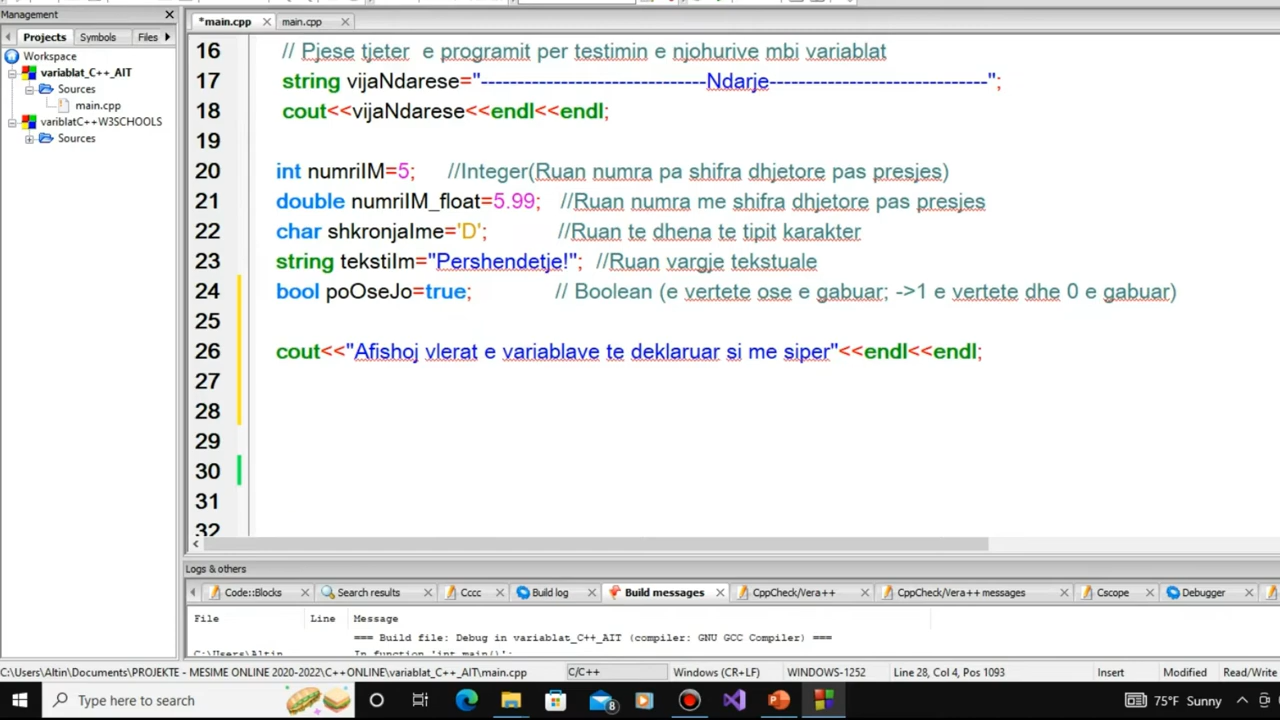 Management
*main.cpp main.cpp
Projects Symbols Files
Workspace
variablat_C++_AIT
Sources
main.cpp
variblatC++W3SCHOOLS
Sources
16 // Pjese tjeter e programit per testimin e njohurive mbi variablat
17 string vijaNdarese="-------------------------------Ndarje------------------------------";
18 cout<<vijaNdarese<<endl<<endl;
19
20 int numriIM=5; //Integer(Ruan numra pa shifra dhjetore pas presjes)
21 double numriIM_float=5.99; //Ruan numra me shifra dhjetore pas presjes
22 char shkronjaIme='D'; //Ruan te dhena te tipit karakter
23 string tekstiIm="Pershendetje!"; //Ruan vargje tekstuale
24 bool poOseJo=true; // Boolean (e vertete ose e gabuar; ->1 e vertete dhe 0 e gabuar)
25
26 cout<<"Afishoj vlerat e variablave te deklaruar si me siper"<<endl<<endl;
27
28
29
30
31
32
Logs & others
Code::Blocks Search results Cccc Build log Build messages CppCheck/Vera++ CppCheck/Vera++ messages Cscope Debugger
File Line Message
=== Build file: Debug in variablat_C++_AIT (compiler: GNU GCC Compiler) ===
C:\Users\Altin... In function 'int main()':
C:\Users\Altin\Documents\PROJEKTE - MESIME ONLINE 2020-2022\C++ONLINE\variablat_C++_AIT\main.cpp C/C++ Windows (CR+LF) WINDOWS-1252 Line 28, Col 4, Pos 1093 Insert Modified Read/Write
Type here to search 8 75°F Sunny